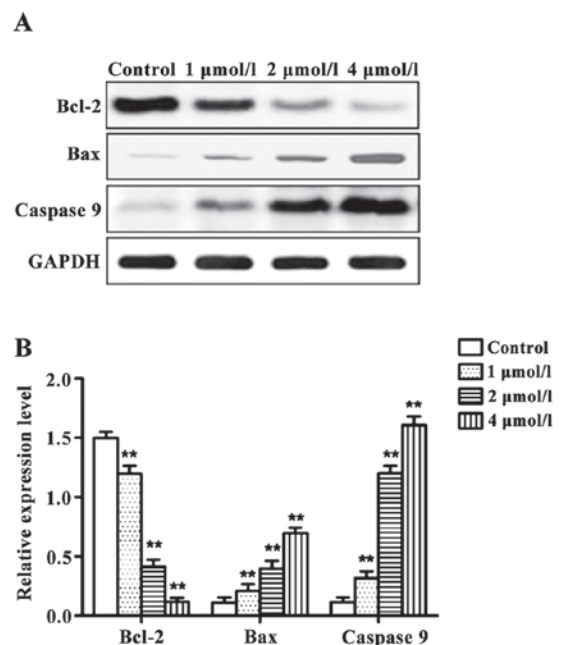 A
Control 1 μmol/l 2 μmol/l 4 μmol/l
Bcl-2
Bax
Caspase 9
GAPDH
B
Control
1 μmol/l
2 μmol/l
4 μmol/l
Relative expression level
2.0
1.5
1.0
0.5
0.0
**
**
**
**
**
**
**
**
**
Bcl-2 Bax Caspase 9